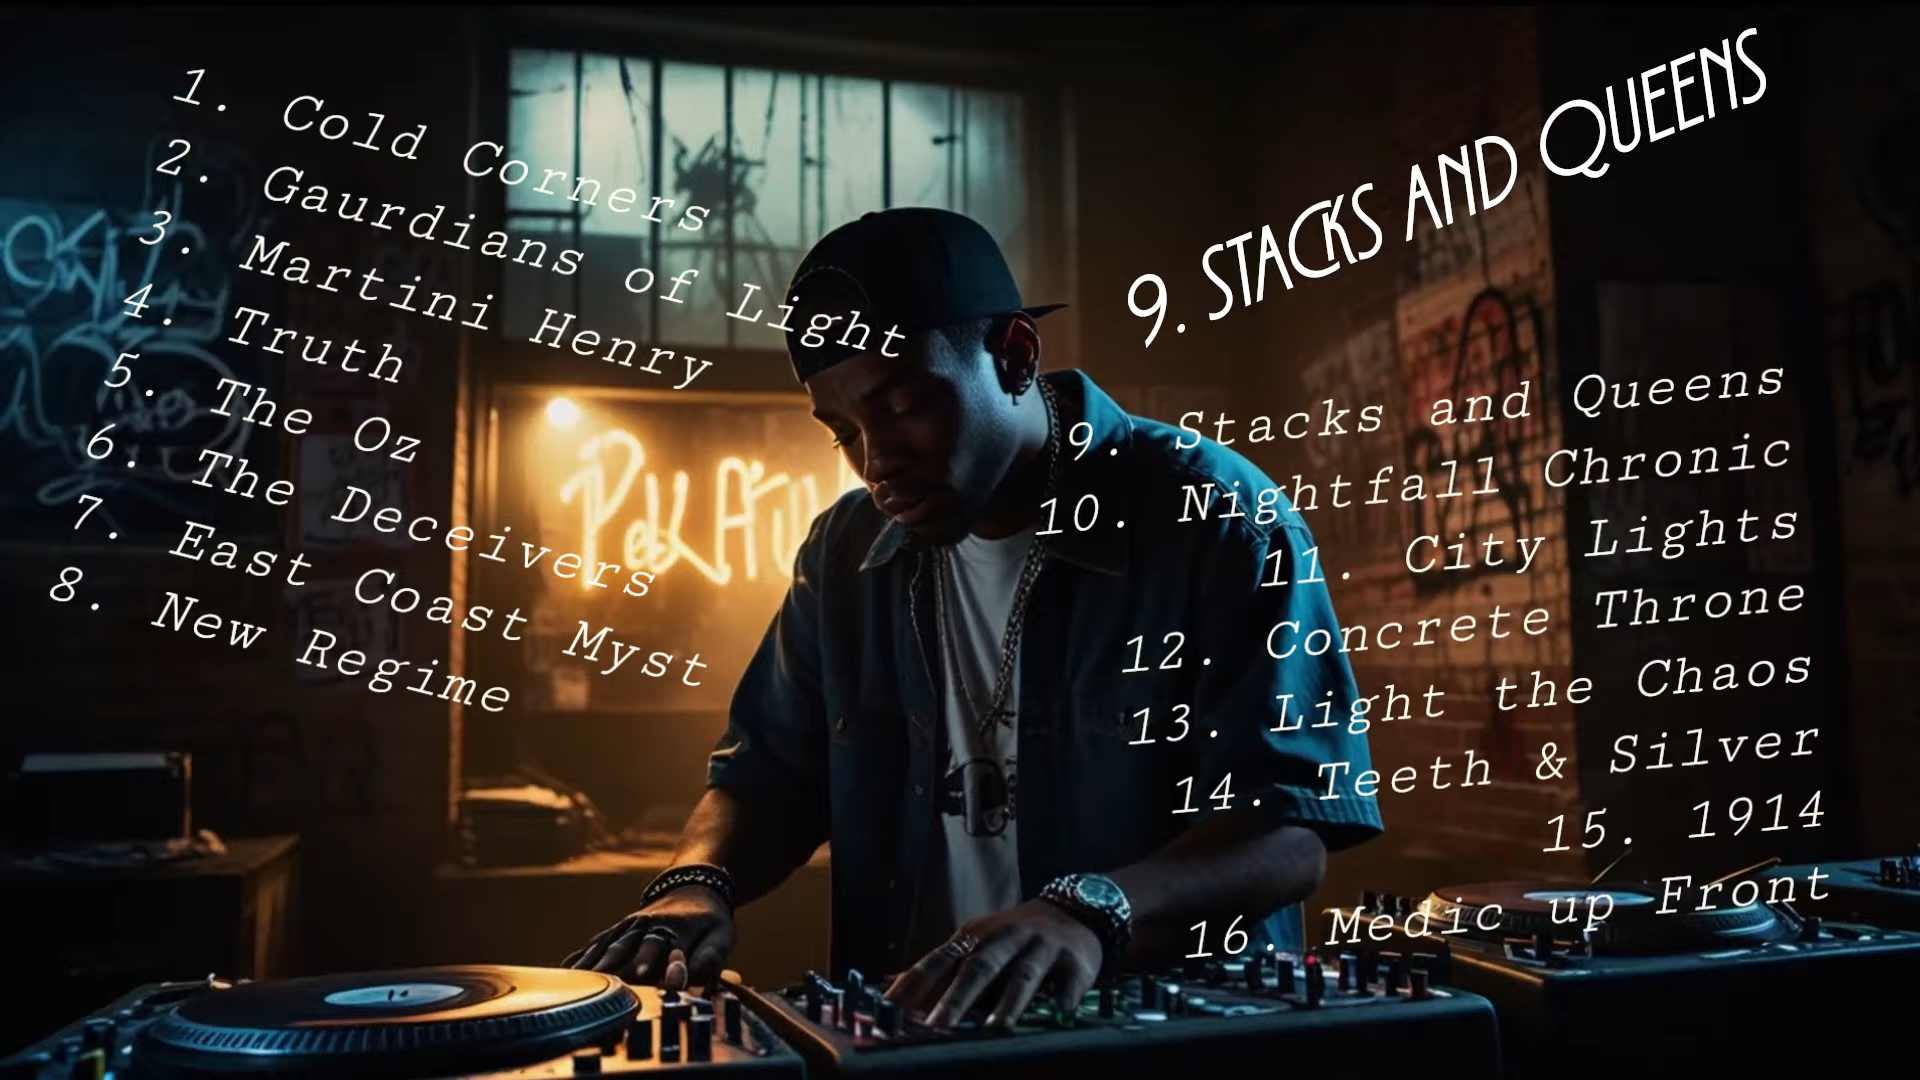 1. Cold Corners
2. Gaurdians of Light
3. Martini Henry
4. Truth
5. The Oz
6. The Deceivers
7. East Coast Myst
8. New Regime
9. STACKS AND QUEENS
9. Stacks and Queens
10. Nightfall Chronic
11. City Lights
12. Concrete Throne
13. Light the Chaos
14. Teeth & Silver
15. 1914
16. Medic up Front